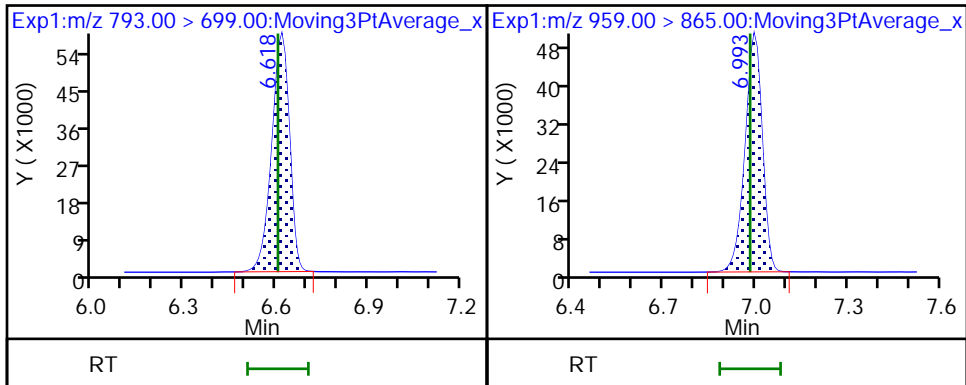 Exp1:m/z 793.00 > 699.00:Moving3PtAverage_x
54
45
36
27
18
9
0
Y ( X1000)
6.618
6.0 6.3 6.6 6.9 7.2
Min
RT
Exp1:m/z 959.00 > 865.00:Moving3PtAverage_x
48
40
32
24
16
8
0
Y ( X1000)
6.993
6.4 6.7 7.0 7.3 7.6
Min
RT